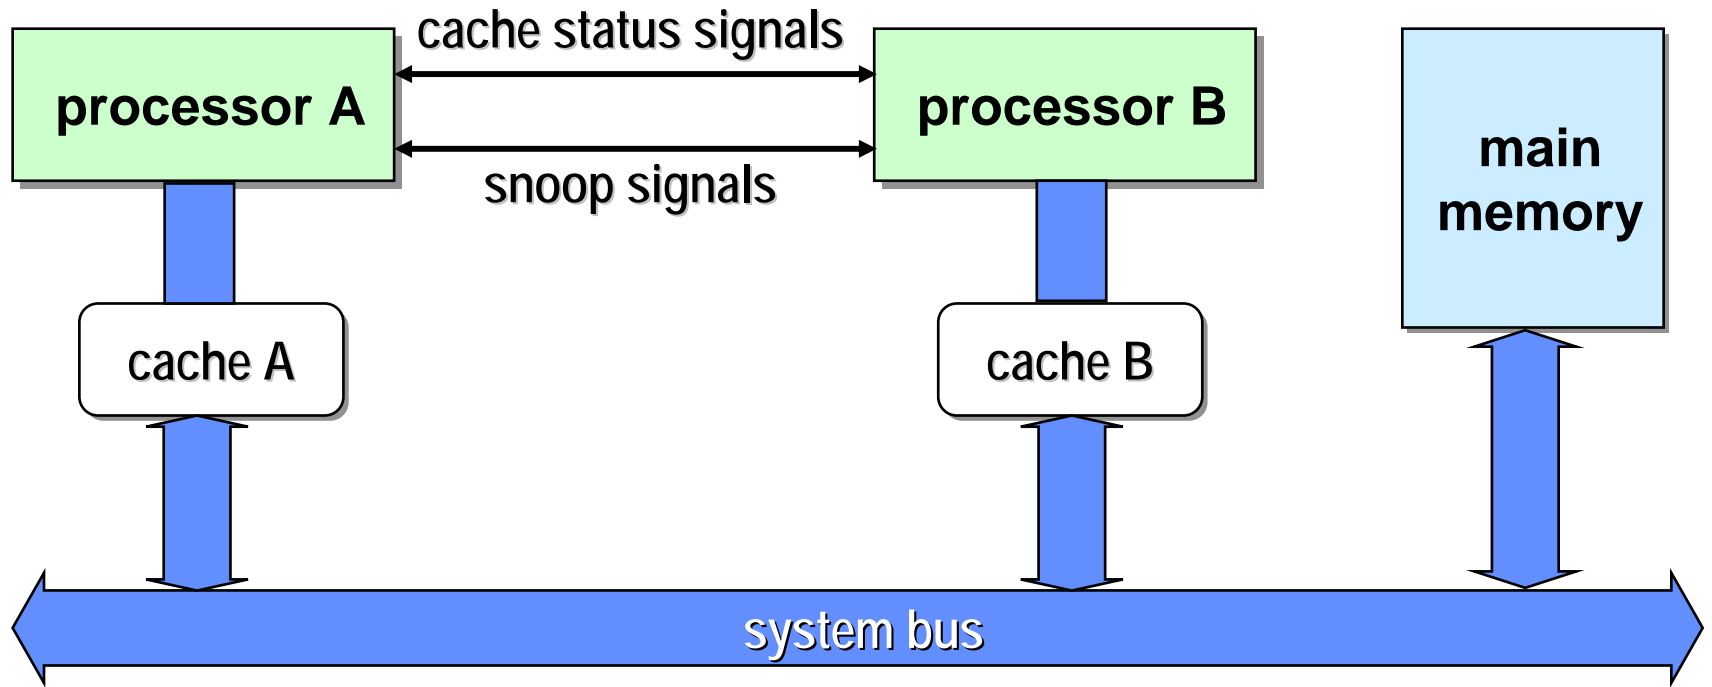 cache status signals
processor A
processor B
snoop signals
main
memory
cache A
cache B
system bus